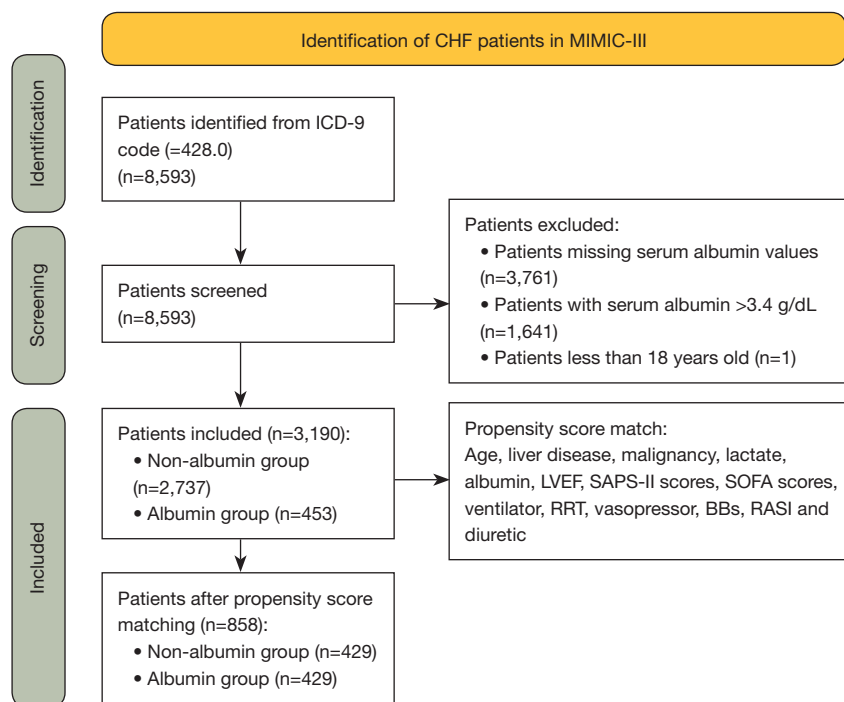 Identification of CHF patients in MIMIC-III
Identification
Patients identified from ICD-9
code (=428.0)
(n=8,593)
Screening
Patients screened
(n=8,593)
Patients excluded:
• Patients missing serum albumin values
(n=3,761)
• Patients with serum albumin >3.4 g/dL
(n=1,641)
• Patients less than 18 years old (n=1)
Included
Patients included (n=3,190):
• Non-albumin group
(n=2,737)
• Albumin group (n=453)
Propensity score match:
Age, liver disease, malignancy, lactate,
albumin, LVEF, SAPS-II scores, SOFA scores,
ventilator, RRT, vasopressor, BBs, RASI and
diuretic
Patients after propensity score
matching (n=858):
• Non-albumin group (n=429)
• Albumin group (n=429)